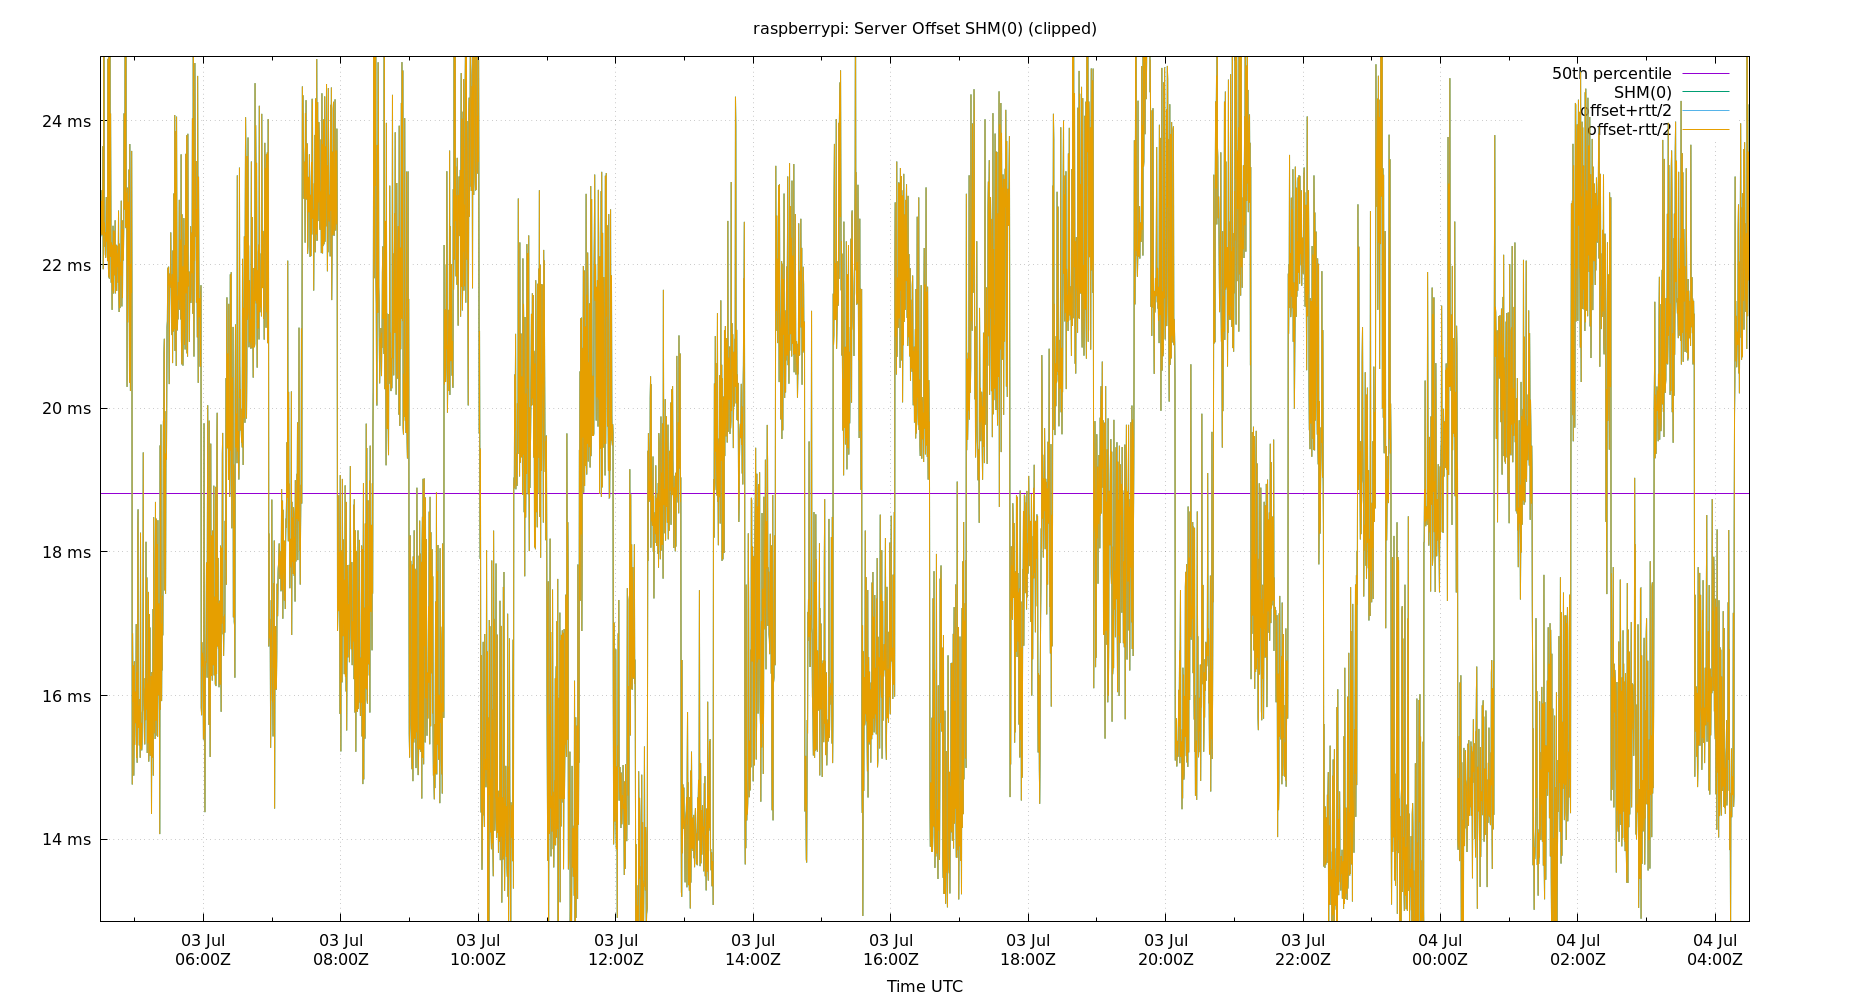 raspberrypi: Server Offset SHM(0) (clipped)
50th percentile
SHM(0)
offset+rtt/2
offset-rtt/2
24 ms
22 ms
20 ms
18 ms
16 ms
14 ms
03 Jul 03 Jul 03 Jul 03 Jul 03 Jul 03 Jul 03 Jul 03 Jul 03 Jul 04 Jul 04 Jul 04 Jul
06:00Z 08:00Z 10:00Z 12:00Z 14:00Z 16:00Z 18:00Z 20:00Z 22:00Z 00:00Z 02:00Z 04:00Z
Time UTC